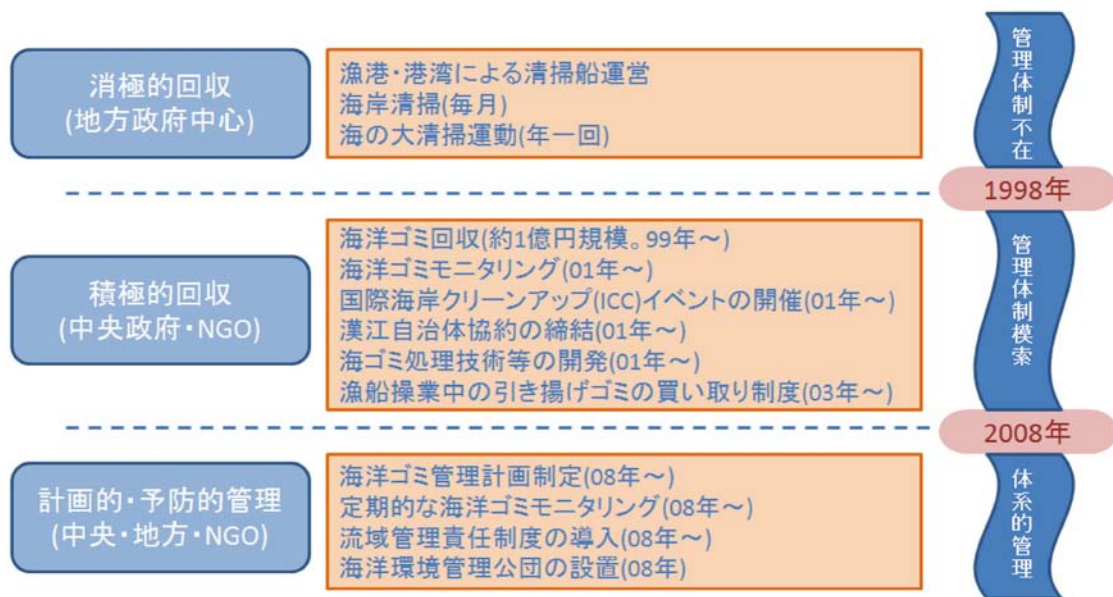 消極的回収
(地方政府中心)
漁港・港湾による清掃船運営
海岸清掃(毎月)
海の大清掃運動(年一回)
管理体制不在
1998年
積極的回収
(中央政府・NGO)
海洋ゴミ回収(約1億円規模。99年～)
海洋ゴミモニタリング(01年～)
国際海岸クリーンアップ(ICC)イベントの開催(01年～)
漢江自治体協約の締結(01年～)
海ゴミ処理技術等の開発(01年～)
漁船操業中の引き揚げゴミの買い取り制度(03年～)
管理体制模索
2008年
計画的・予防的管理
(中央・地方・NGO)
海洋ゴミ管理計画制定(08年～)
定期的な海洋ゴミモニタリング(08年～)
流域管理責任制度の導入(08年～)
海洋環境管理公団の設置(08年)
体系的管理